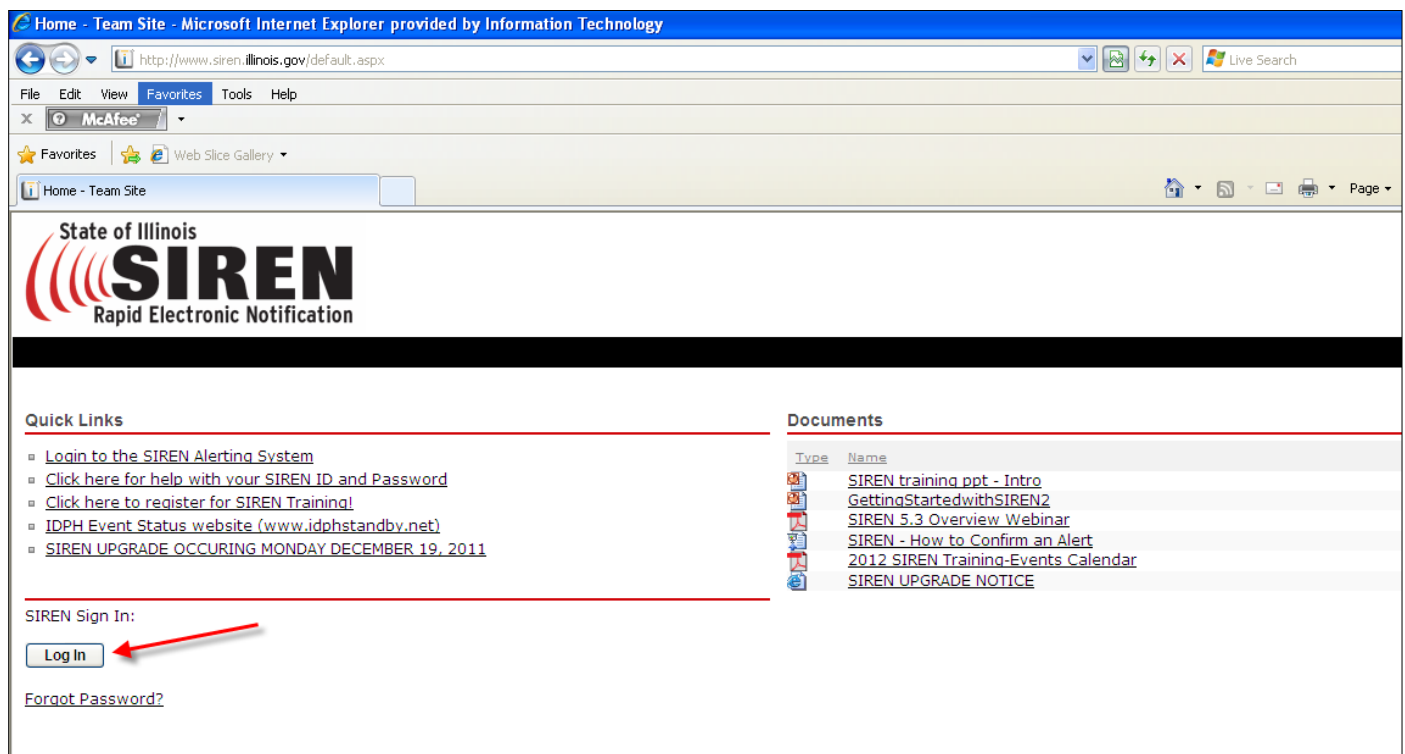 Home - Team Site - Microsoft Internet Explorer provided by Information Technology
http://www.siren.illinois.gov/default.aspx
Live Search
File Edit View Favorites Tools Help
X McAfee
Favorites Web Slice Gallery
Home - Team Site
Page
State of Illinois
SIREN
Rapid Electronic Notification
Quick Links
Login to the SIREN Alerting System
Click here for help with your SIREN ID and Password
Click here to register for SIREN Training!
IDPH Event Status website (www.idphstandby.net)
SIREN UPGRADE OCCURING MONDAY DECEMBER 19, 2011
SIREN Sign In:
Log In
Forgot Password?
Documents
Type Name
SIREN training ppt - Intro
GettingStartedwithSIREN2
SIREN 5.3 Overview Webinar
SIREN - How to Confirm an Alert
2012 SIREN Training-Events Calendar
SIREN UPGRADE NOTICE